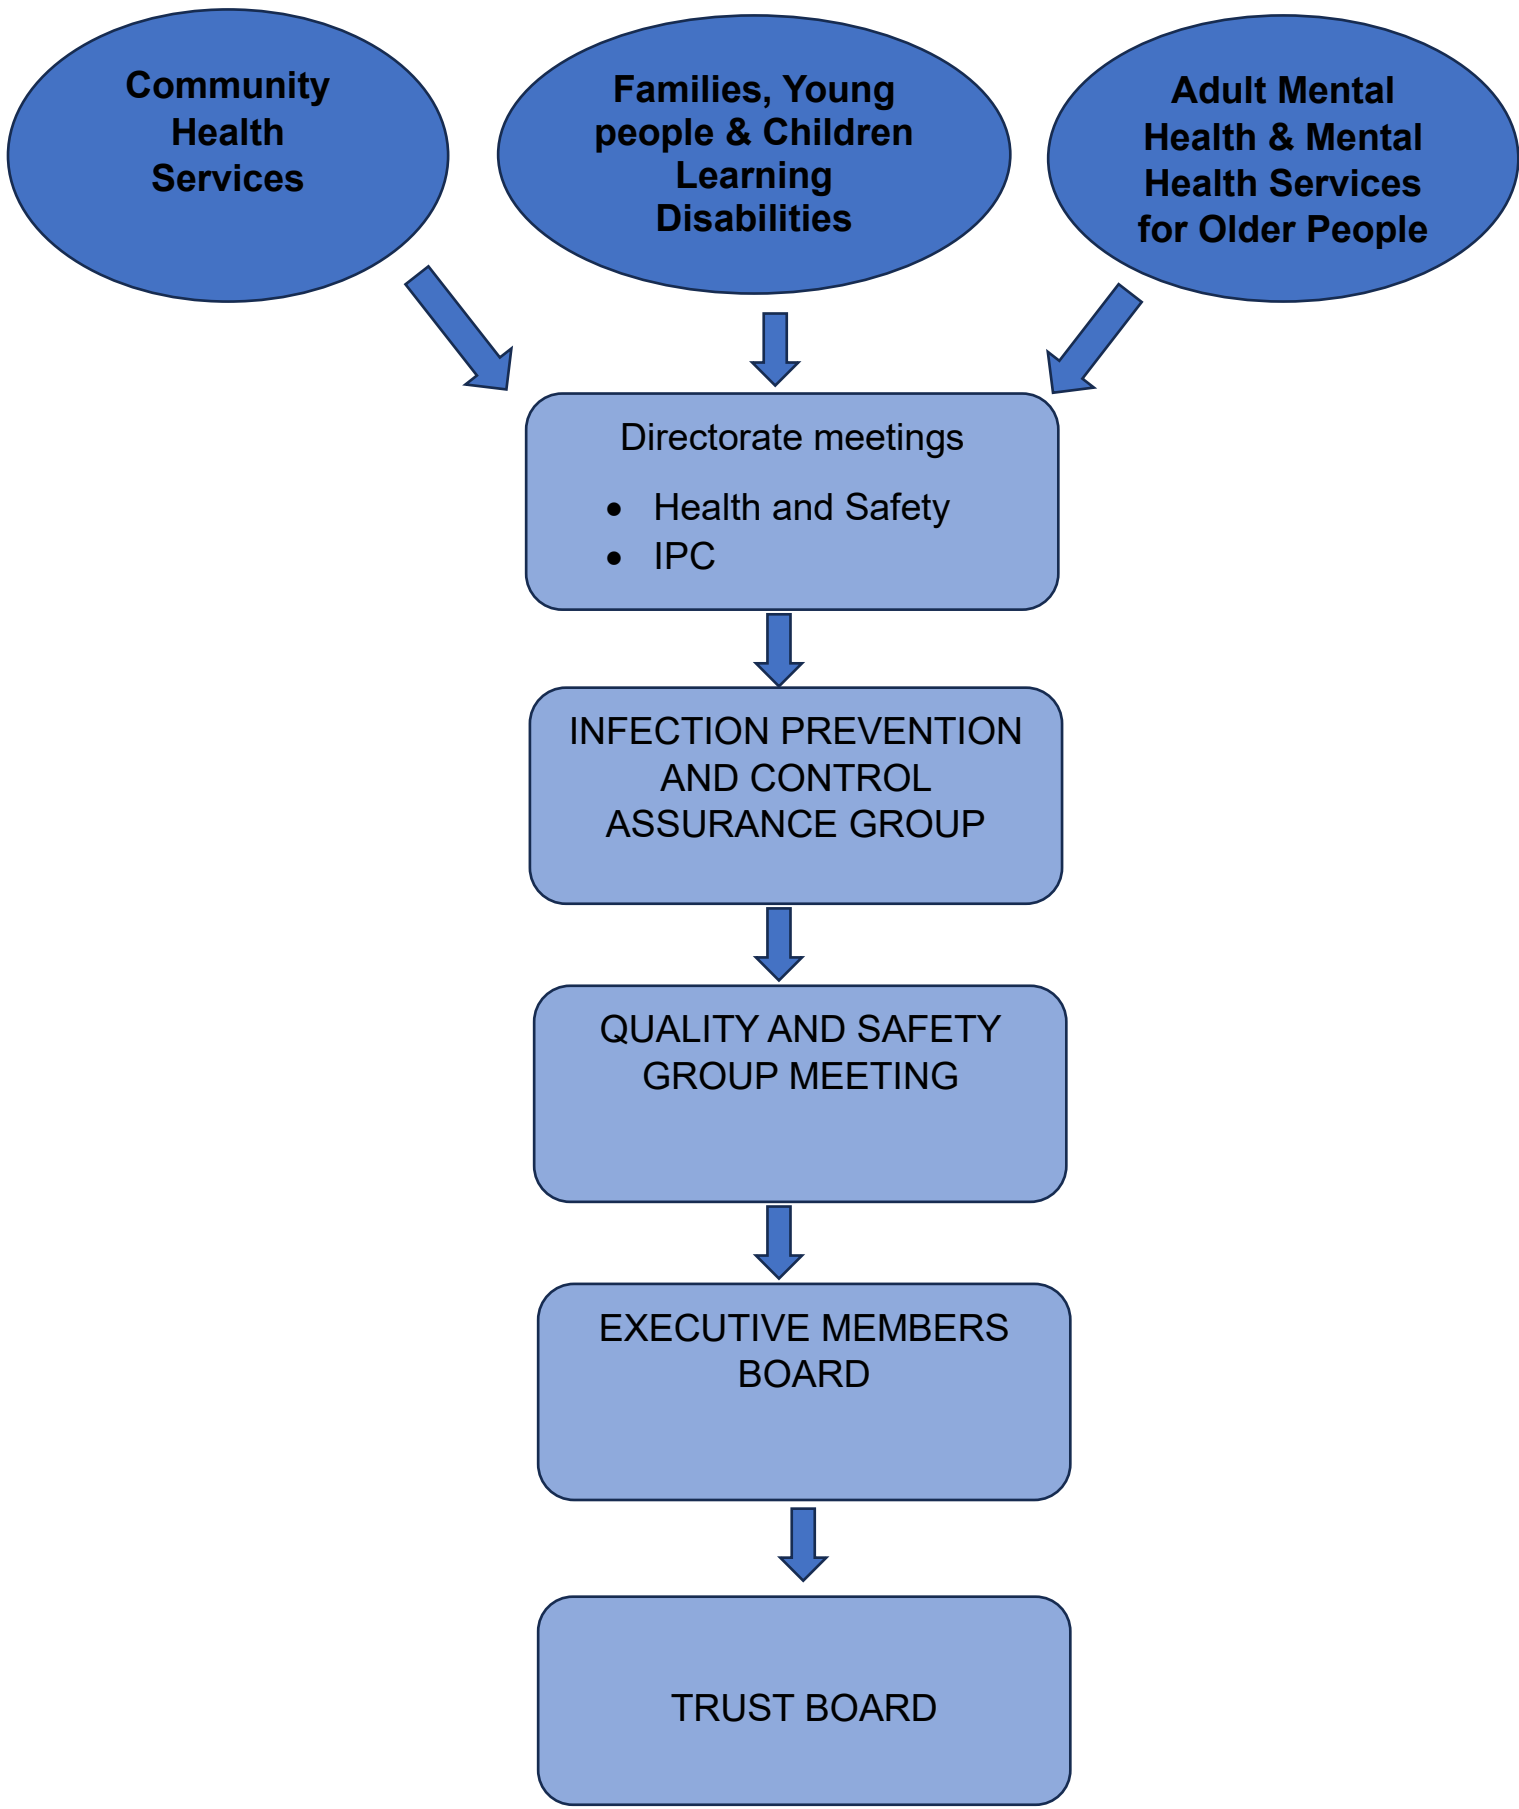 Community
Health
Services
Families, Young
people & Children
Learning
Disabilities
Adult Mental
Health & Mental
Health Services
for Older People
Directorate meetings
• Health and Safety
• IPC
INFECTION PREVENTION
AND CONTROL
ASSURANCE GROUP
QUALITY AND SAFETY
GROUP MEETING
EXECUTIVE MEMBERS
BOARD
TRUST BOARD